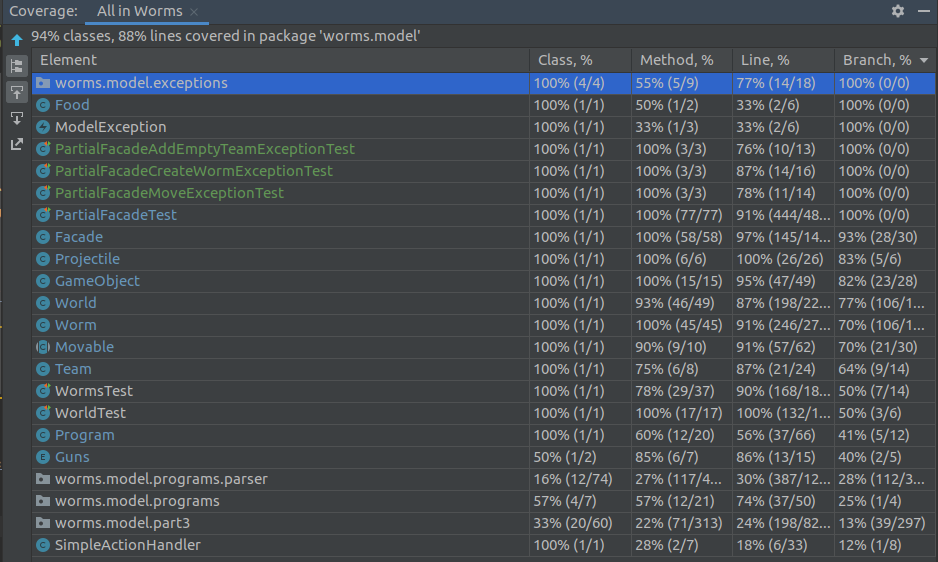 Coverage: All in Worms
94% classes, 88% lines covered in package 'worms.model'
Element Class, % Method, % Line, % Branch, %
worms.model.exceptions 100% (4/4) 55% (5/9) 77% (14/18) 100% (0/0)
Food 100% (1/1) 50% (1/2) 33% (2/6) 100% (0/0)
ModelException 100% (1/1) 33% (1/3) 33% (2/6) 100% (0/0)
PartialFacadeAddEmptyTeamExceptionTest 100% (1/1) 100% (3/3) 76% (10/13) 100% (0/0)
PartialFacadeCreateWormExceptionTest 100% (1/1) 100% (3/3) 87% (14/16) 100% (0/0)
PartialFacadeMoveExceptionTest 100% (1/1) 100% (3/3) 78% (11/14) 100% (0/0)
PartialFacadeTest 100% (1/1) 100% (77/77) 91% (444/48... 100% (0/0)
Facade 100% (1/1) 100% (58/58) 97% (145/14... 93% (28/30)
Projectile 100% (1/1) 100% (6/6) 100% (26/26) 83% (5/6)
GameObject 100% (1/1) 100% (15/15) 95% (47/49) 82% (23/28)
World 100% (1/1) 93% (46/49) 87% (198/22... 77% (106/1...
Worm 100% (1/1) 100% (45/45) 91% (246/27... 70% (106/1...
Movable 100% (1/1) 90% (9/10) 91% (57/62) 70% (21/30)
Team 100% (1/1) 75% (6/8) 87% (21/24) 64% (9/14)
WormsTest 100% (1/1) 78% (29/37) 90% (168/18... 50% (7/14)
WorldTest 100% (1/1) 100% (17/17) 100% (132/1... 50% (3/6)
Program 100% (1/1) 60% (12/20) 56% (37/66) 41% (5/12)
Guns 50% (1/2) 85% (6/7) 86% (13/15) 40% (2/5)
worms.model.programs.parser 16% (12/74) 27% (117/4... 30% (387/12... 28% (112/3...
worms.model.programs 57% (4/7) 57% (12/21) 74% (37/50) 25% (1/4)
worms.model.part3 33% (20/60) 22% (71/313) 24% (198/82... 13% (39/297)
SimpleActionHandler 100% (1/1) 28% (2/7) 18% (6/33) 12% (1/8)